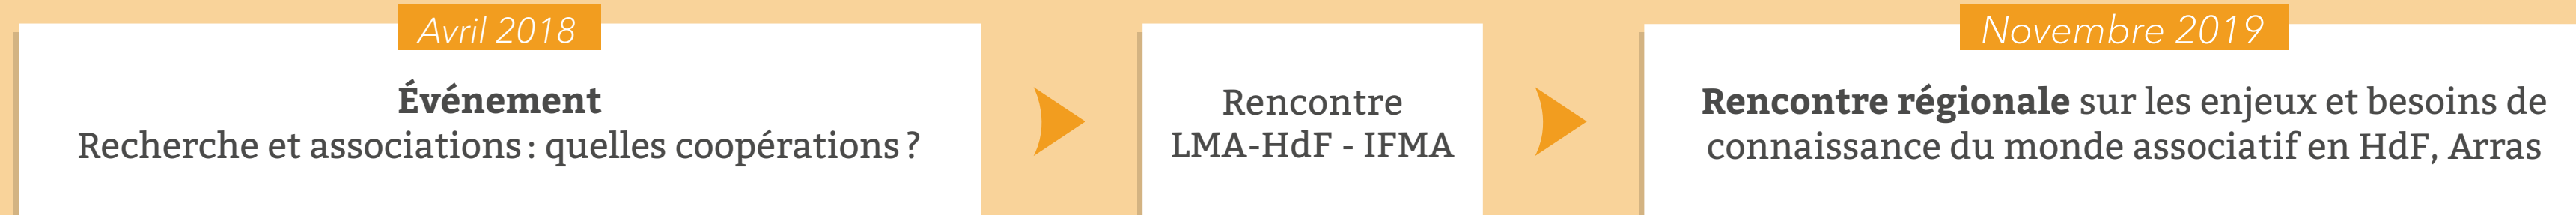 Avril 2018
Événement
Recherche et associations : quelles coopérations ?
Rencontre
LMA-HdF - IFMA
Novembre 2019
Rencontre régionale sur les enjeux et besoins de
connaissance du monde associatif en HdF, Arras